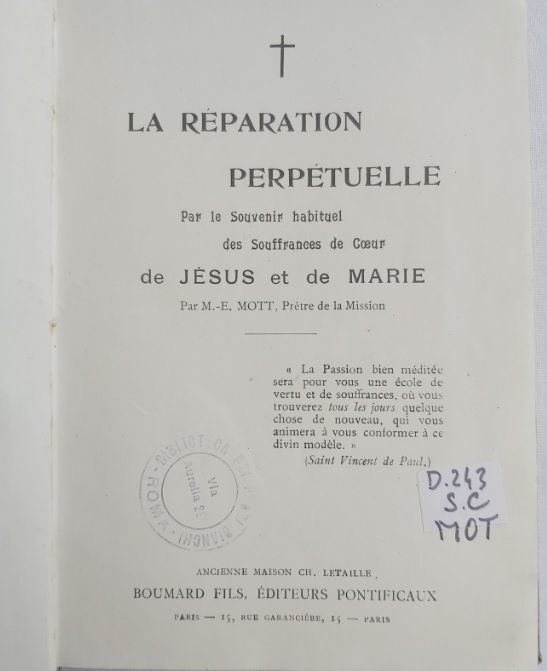 LA RÉPARATION
PERPÉTUELLE
Par le Souvenir habituel
des Souffrances de Cœur
de JÉSUS et de MARIE
Par M.-E. MOTT, Prêtre de la Mission
« La Passion bien méditée
sera pour vous une école de
vertu et de souffrances, où vous
trouverez tous les jours quelque
chose de nouveau, qui vous
animera à vous conformer à ce
divin modèle. »
(Saint Vincent de Paul.)
D.243
S.C
MOT
BIBLIOTECA
BIANCHI
ROMA
Via
Aurelia
ANCIENNE MAISON CH. LETAILLE
BOUMARD FILS, ÉDITEURS PONTIFICAUX
PARIS — 15, RUE GARANCIÈRE, 15 — PARIS